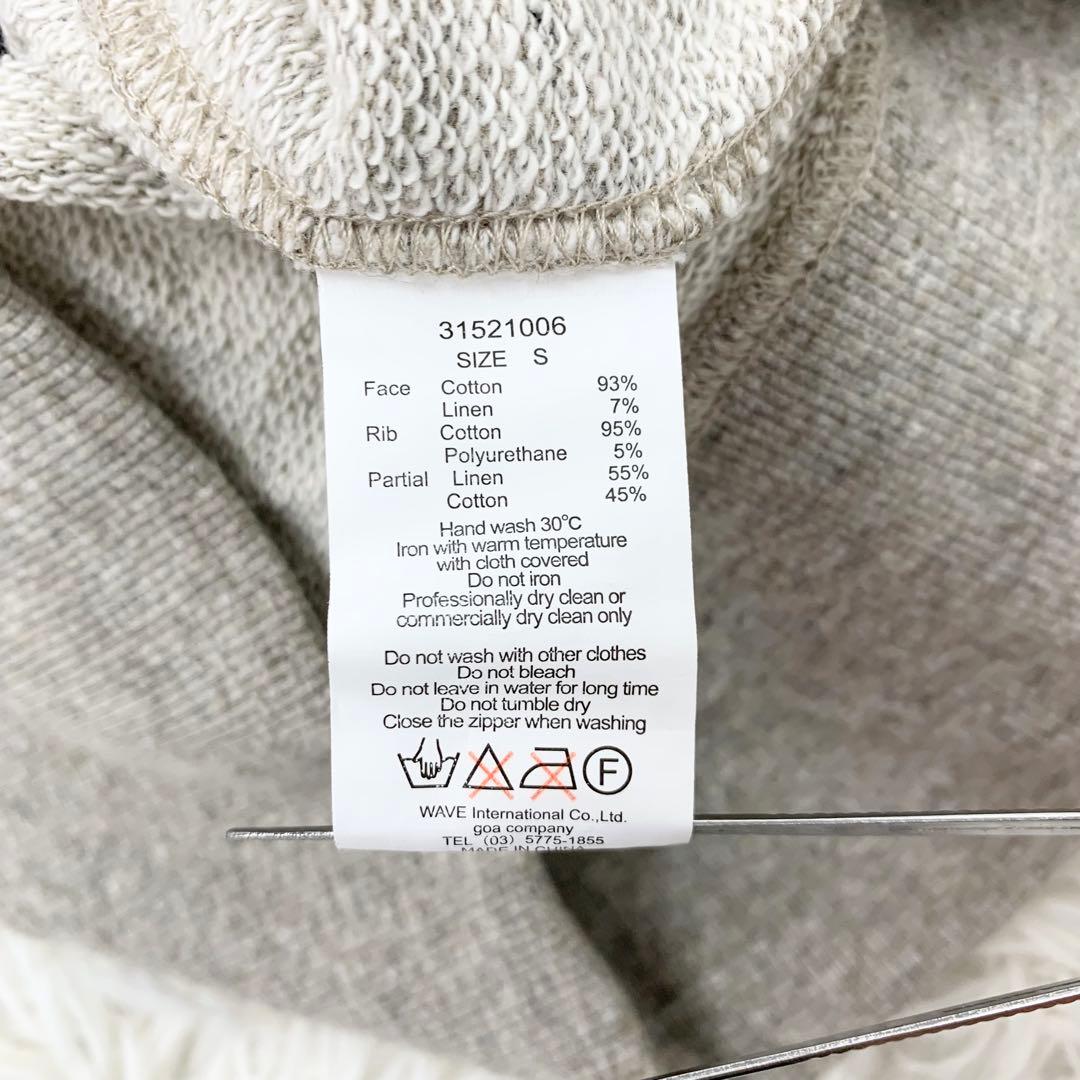 31521006
SIZE S
Face Cotton 93%
Linen 7%
Rib Cotton 95%
Polyurethane 5%
Partial Linen 55%
Cotton 45%
Hand wash 30°C
Iron with warm temperature
with cloth covered
Do not iron
Professionally dry clean or
commercially dry clean only
Do not wash with other clothes
Do not bleach
Do not leave in water for long time
Do not tumble dry
Close the zipper when washing
F
WAVE International Co.,Ltd.
goa company
TEL (03) 5775-1855
MADE IN CHINA